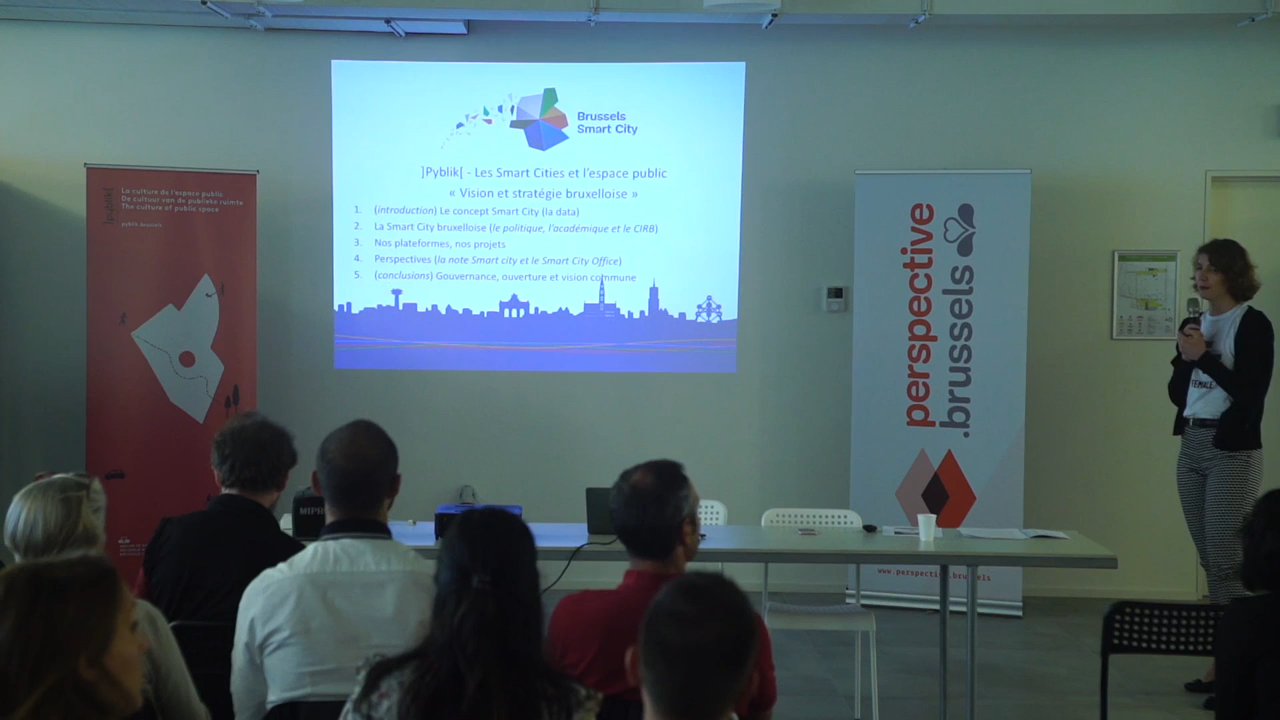 ]publik[
La culture de l'espace public
De cultuur van de publieke ruimte
The culture of public space
publik.brussels
Brussels
Smart City
]Pyblik[ - Les Smart Cities et l'espace public
« Vision et stratégie bruxelloise »
1. (introduction) Le concept Smart City (la data)
2. La Smart City bruxelloise (le politique, l'académique et le CIRB)
3. Nos plateformes, nos projets
4. Perspectives (la note Smart city et le Smart City Office)
5. (conclusions) Gouvernance, ouverture et vision commune
perspective
.brussels
www.perspective.brussels
FEMALE